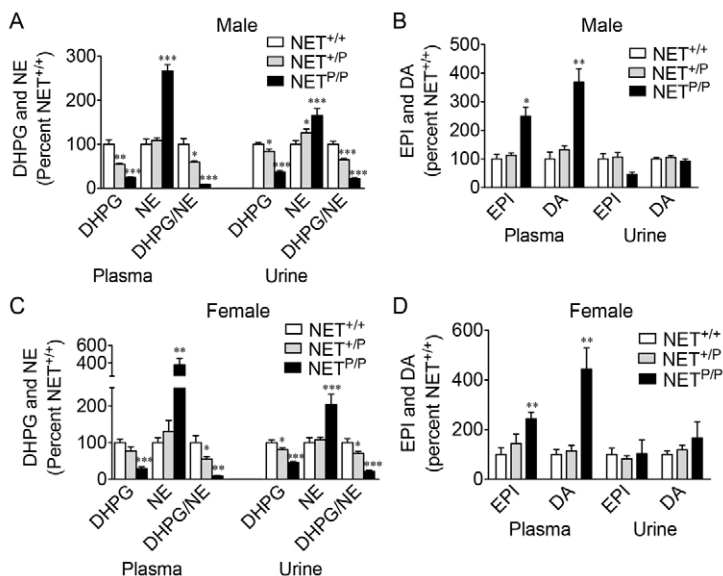 A
Male
DHPG and NE
(Percent NET+/+)
300
200
100
0
NET+/+
NET+/P
NETP/P
**
***
***
*
***
*
***
*
***
***
***
DHPG
NE
DHPG/NE
DHPG
NE
DHPG/NE
Plasma
Urine
B
Male
EPI and DA
(percent NET+/+)
500
400
300
200
100
0
NET+/+
NET+/P
NETP/P
*
**
EPI
DA
EPI
DA
Plasma
Urine
C
Female
DHPG and NE
(Percent NET+/+)
600
400
200
100
0
NET+/+
NET+/P
NETP/P
***
**
*
**
*
***
***
*
***
DHPG
NE
DHPG/NE
DHPG
NE
DHPG/NE
Plasma
Urine
D
Female
EPI and DA
(percent NET+/+)
600
400
200
0
NET+/+
NET+/P
NETP/P
**
**
EPI
DA
EPI
DA
Plasma
Urine